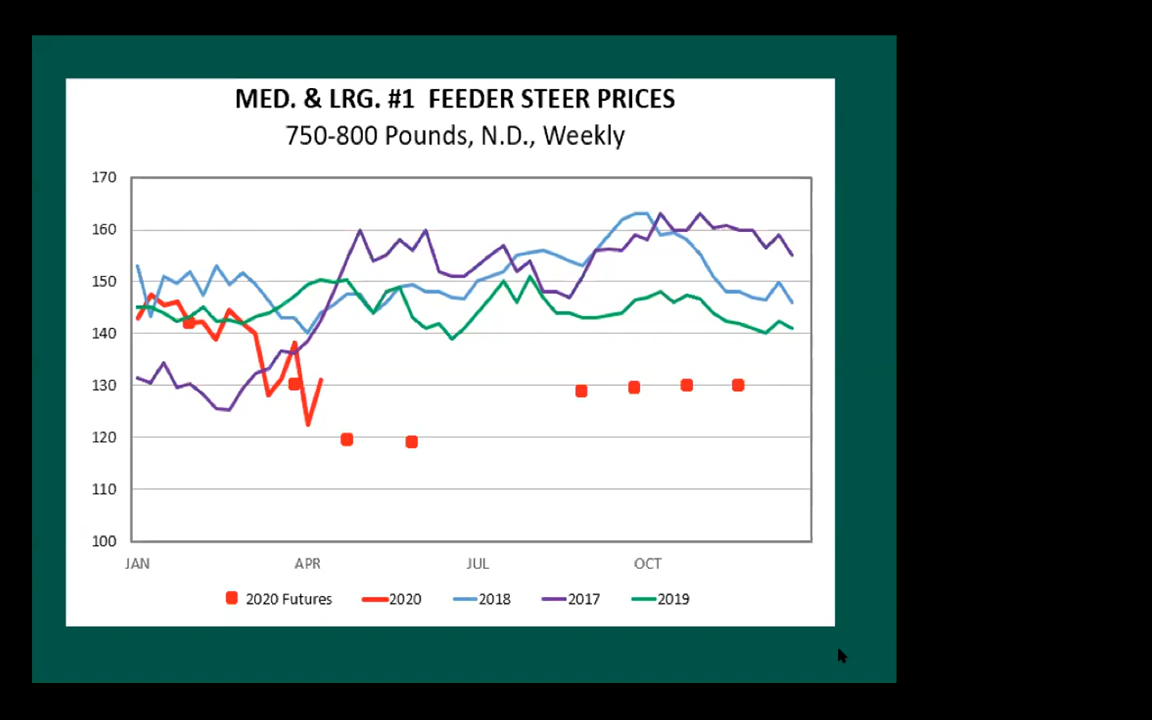 MED. & LRG. #1 FEEDER STEER PRICES
750-800 Pounds, N.D., Weekly
170
160
150
140
130
120
110
100
JAN APR JUL OCT
2020 Futures 2020 2018 2017 2019